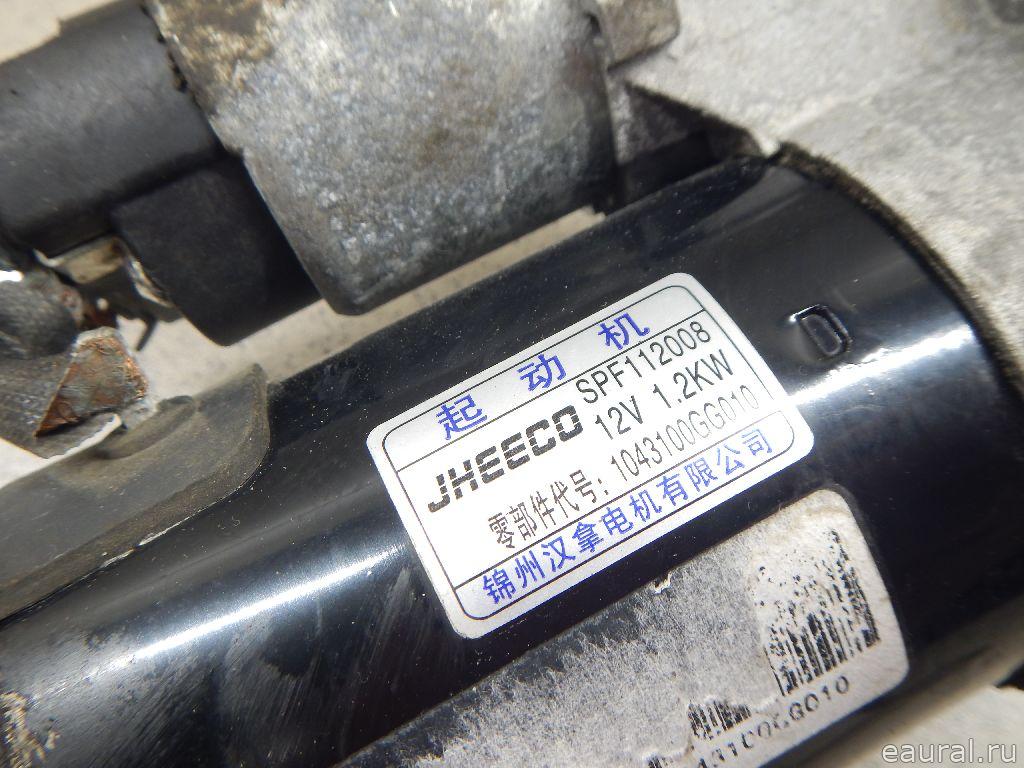 起动机
JHEECO SPF112008
12V 1.2KW
零部件代号: 1043100GG010
锦州汉拿电机有限公司
D
eaural.ru